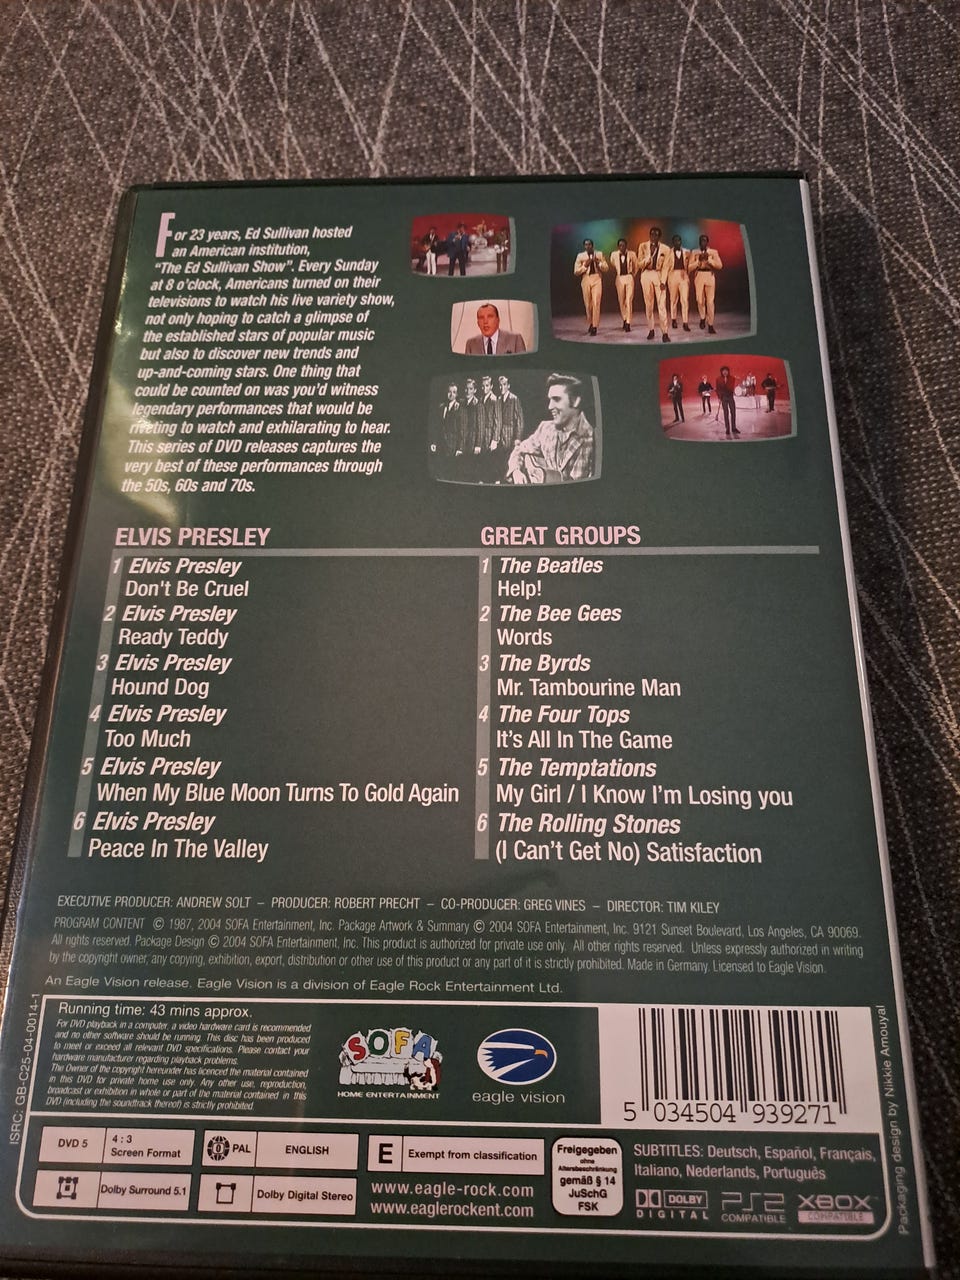 For 23 years, Ed Sullivan hosted
an American institution,
"The Ed Sullivan Show". Every Sunday
at 8 o'clock, Americans turned on their
televisions to watch his live variety show,
not only hoping to catch a glimpse of
the established stars of popular music
but also to discover new trends and
up-and-coming stars. One thing that
could be counted on was you'd witness
legendary performances that would be
riveting to watch and exhilarating to hear.
This series of DVD releases captures the
very best of these performances through
the 50s, 60s and 70s.
ELVIS PRESLEY
1 Elvis Presley
Don't Be Cruel
2 Elvis Presley
Ready Teddy
3 Elvis Presley
Hound Dog
4 Elvis Presley
Too Much
5 Elvis Presley
When My Blue Moon Turns To Gold Again
6 Elvis Presley
Peace In The Valley
GREAT GROUPS
1 The Beatles
Help!
2 The Bee Gees
Words
3 The Byrds
Mr. Tambourine Man
4 The Four Tops
It's All In The Game
5 The Temptations
My Girl / I Know I'm Losing you
6 The Rolling Stones
(I Can't Get No) Satisfaction
EXECUTIVE PRODUCER: ANDREW SOLT – PRODUCER: ROBERT PRECHT – CO-PRODUCER: GREG VINES – DIRECTOR: TIM KILEY
PROGRAM CONTENT © 1987, 2004 SOFA Entertainment, Inc. Package Artwork & Summary © 2004 SOFA Entertainment, Inc. 9121 Sunset Boulevard, Los Angeles, CA 90069.
All rights reserved. Package Design © 2004 SOFA Entertainment, Inc. This product is authorized for private use only. All other rights reserved. Unless expressly authorized in writing
by the copyright owner, any copying, exhibition, export, distribution or other use of this product or any part of it is strictly prohibited. Made in Germany. Licensed to Eagle Vision.
An Eagle Vision release. Eagle Vision is a division of Eagle Rock Entertainment Ltd.
ISRC: GB-C25-04-0014-1
Running time: 43 mins approx.
For DVD playback in a computer, a video hardware card is recommended
and no other software should be running. This disc has been produced
to meet or exceed all relevant DVD specifications. Please contact your
hardware manufacturer regarding playback problems.
The Owner of the copyright hereunder has licenced the material contained
in this DVD for private home use only. Any other use, reproduction,
broadcast or exhibition in whole or part of the material contained in this
DVD (including the soundtrack thereof) is strictly prohibited.
SOFA
HOME ENTERTAINMENT
eagle vision
5 034504 939271
Packaging design by Nikkie Amouyal
DVD 5
4 : 3
Screen Format
PAL
0
ENGLISH
Dolby Surround 5.1
Dolby Digital Stereo
E
Exempt from classification
www.eagle-rock.com
www.eaglerockent.com
Freigegeben
ohne
Altersbeschränkung
gemäß § 14
JuSchG
FSK
SUBTITLES: Deutsch, Español, Français,
Italiano, Nederlands, Português
DOLBY
DIGITAL
PS2
COMPATIBLE
XBOX
COMPATIBLE